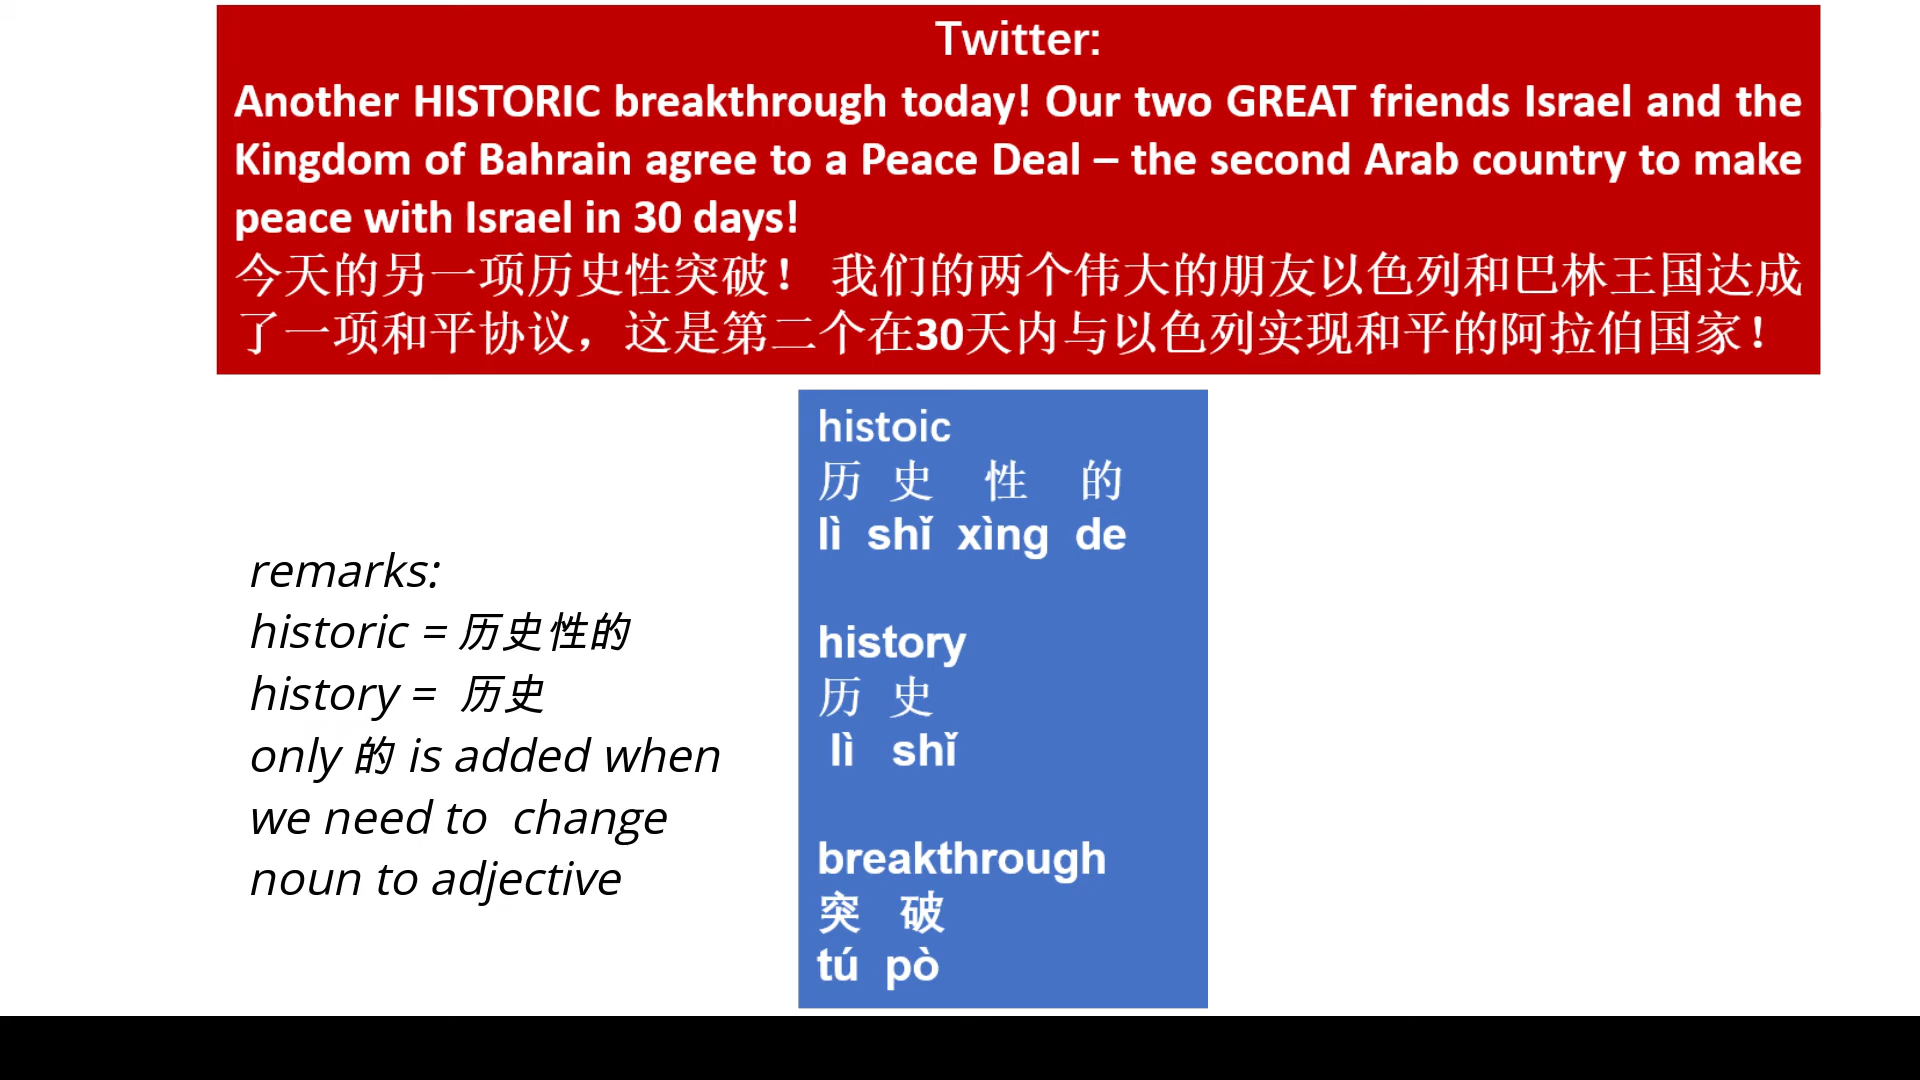 Twitter:
Another HISTORIC breakthrough today! Our two GREAT friends Israel and the
Kingdom of Bahrain agree to a Peace Deal – the second Arab country to make
peace with Israel in 30 days!
今天的另一项历史性突破！ 我们的两个伟大的朋友以色列和巴林王国达成
了一项和平协议，这是第二个在30天内与以色列实现和平的阿拉伯国家！
remarks:
historic = 历史性的
history = 历史
only 的 is added when
we need to change
noun to adjective
histoic
历 史 性 的
lì shǐ xìng de
history
历 史
lì shǐ
breakthrough
突 破
tú pò